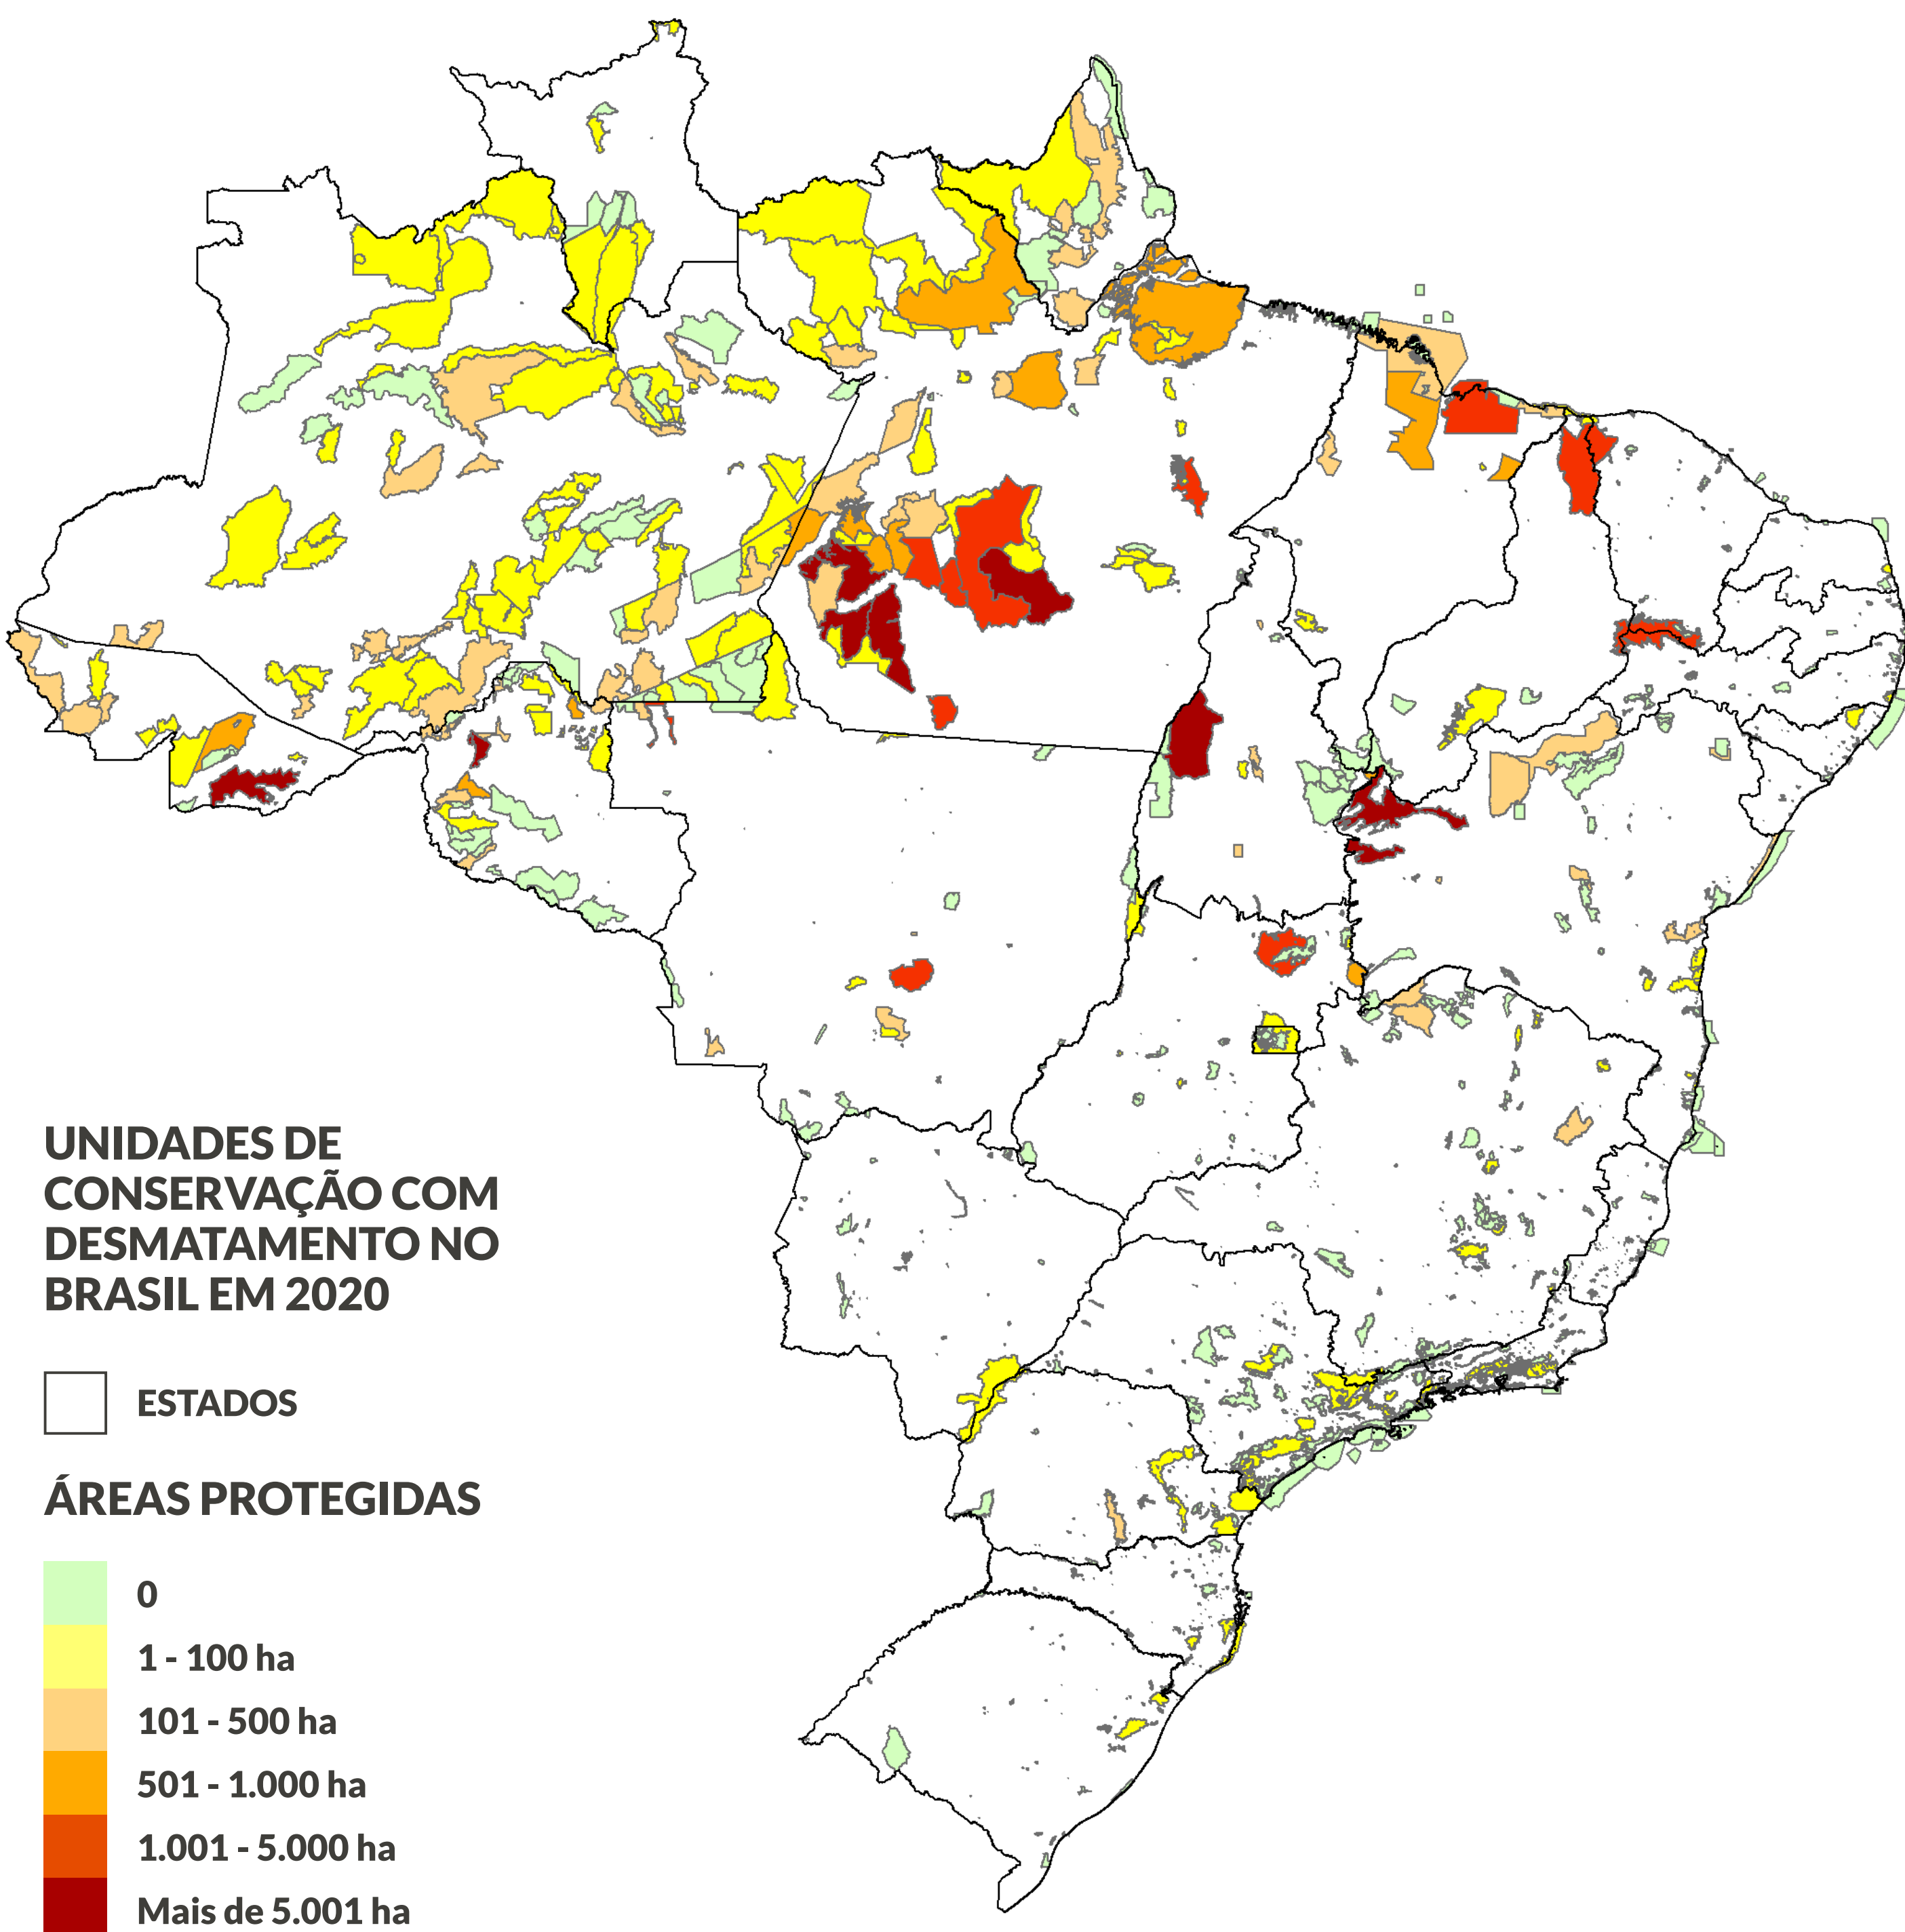 UNIDADES DE
CONSERVAÇÃO COM
DESMATAMENTO NO
BRASIL EM 2020
ESTADOS
ÁREAS PROTEGIDAS
0
1 - 100 ha
101 - 500 ha
501 - 1.000 ha
1.001 - 5.000 ha
Mais de 5.001 ha